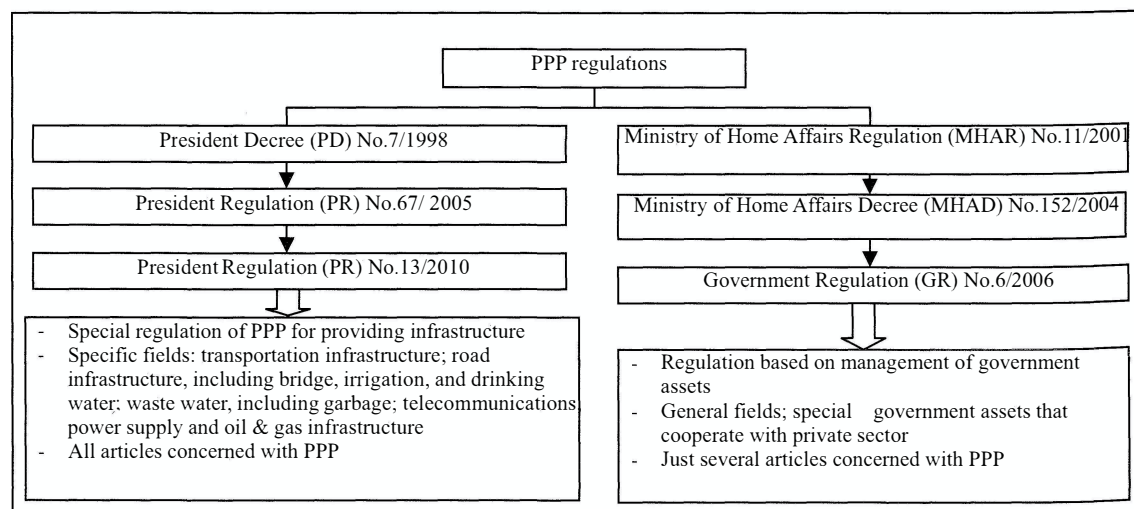 PPP regulations
President Decree (PD) No.7/1998
President Regulation (PR) No.67/ 2005
President Regulation (PR) No.13/2010
- Special regulation of PPP for providing infrastructure
- Specific fields: transportation infrastructure; road
infrastructure, including bridge, irrigation, and drinking
water; waste water, including garbage; telecommunications
power supply and oil & gas infrastructure
- All articles concerned with PPP
Ministry of Home Affairs Regulation (MHAR) No.11/2001
Ministry of Home Affairs Decree (MHAD) No.152/2004
Government Regulation (GR) No.6/2006
- Regulation based on management of government
assets
- General fields; special government assets that
cooperate with private sector
- Just several articles concerned with PPP